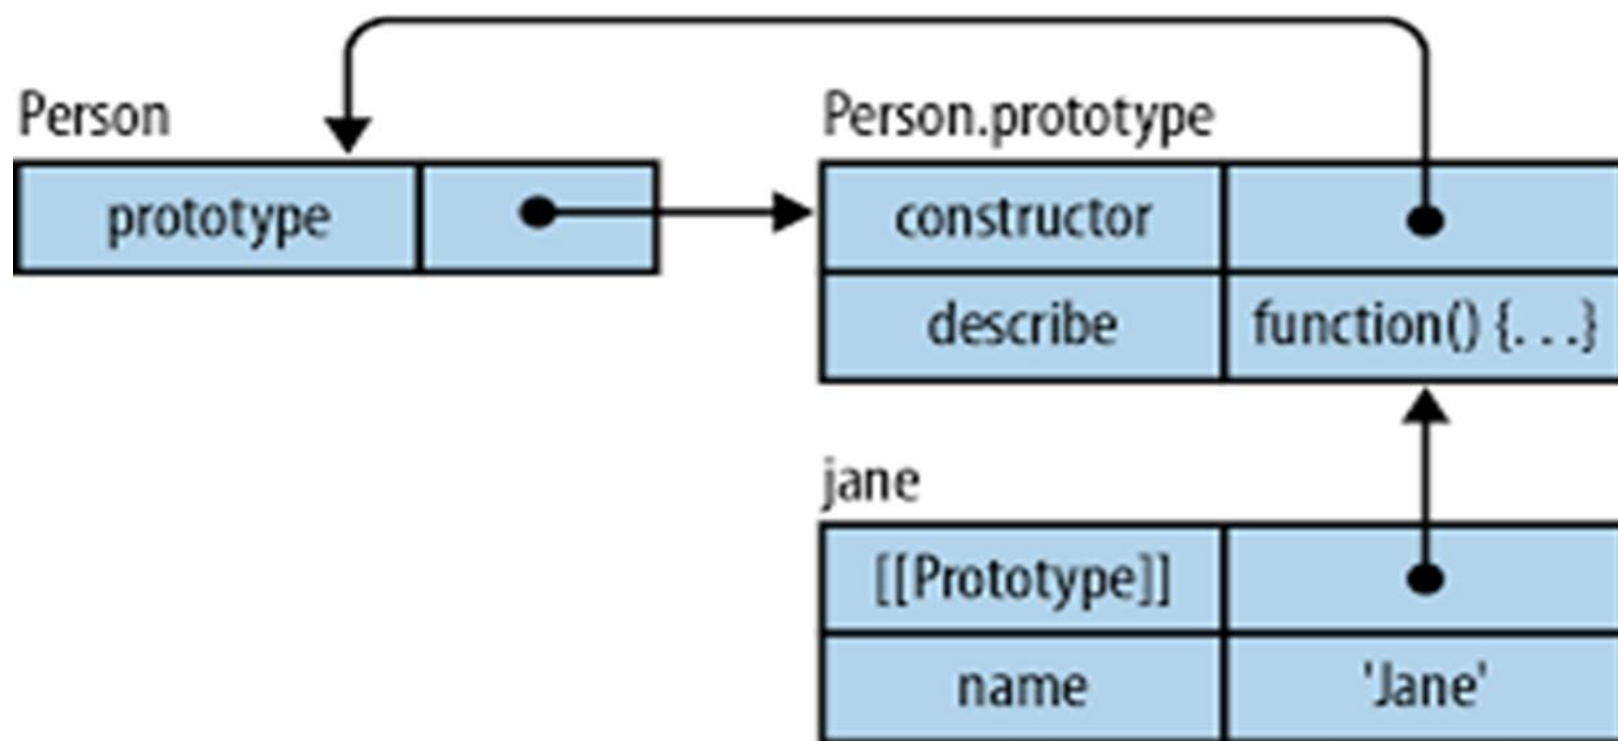 Person
Person.prototype
prototype
constructor
describe
function() {. . .}
jane
[[Prototype]]
name
'Jane'